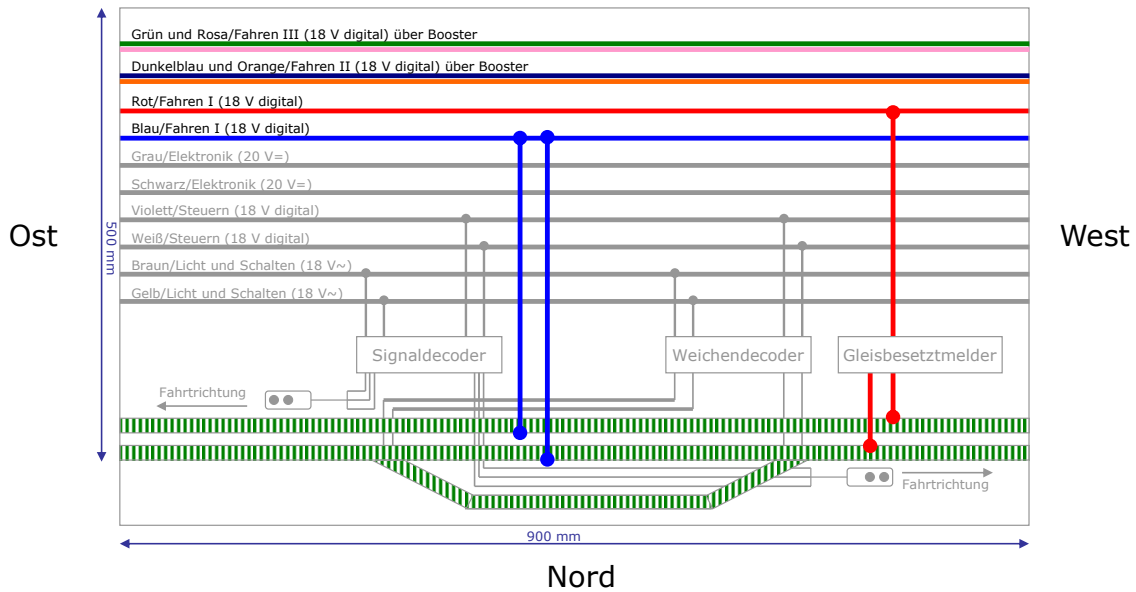 Grün und Rosa/Fahren III (18 V digital) über Booster
Dunkelblau und Orange/Fahren II (18 V digital) über Booster
Rot/Fahren I (18 V digital)
Blau/Fahren I (18 V digital)
Grau/Elektronik (20 V=)
Schwarz/Elektronik (20 V=)
Violett/Steuern (18 V digital)
Ost
500 mm
West
Weiß/Steuern (18 V digital)
Braun/Licht und Schalten (18 V~)
Gelb/Licht und Schalten (18 V~)
Signaldecoder
Weichendecoder
Gleisbesetztmelder
Fahrtrichtung
Fahrtrichtung
900 mm
Nord